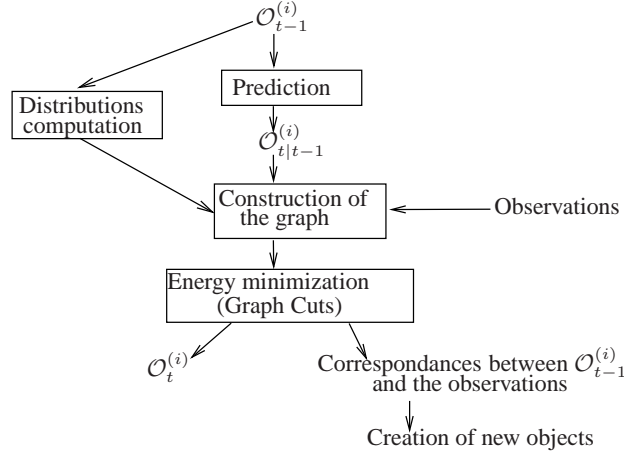 𝒪_{t-1}^{(i)}
Prediction
Distributions
computation
𝒪_{t|t-1}^{(i)}
Construction of
the graph
Observations
Energy minimization
(Graph Cuts)
𝒪_t^{(i)}
Correspondances between 𝒪_{t-1}^{(i)}
and the observations
Creation of new objects